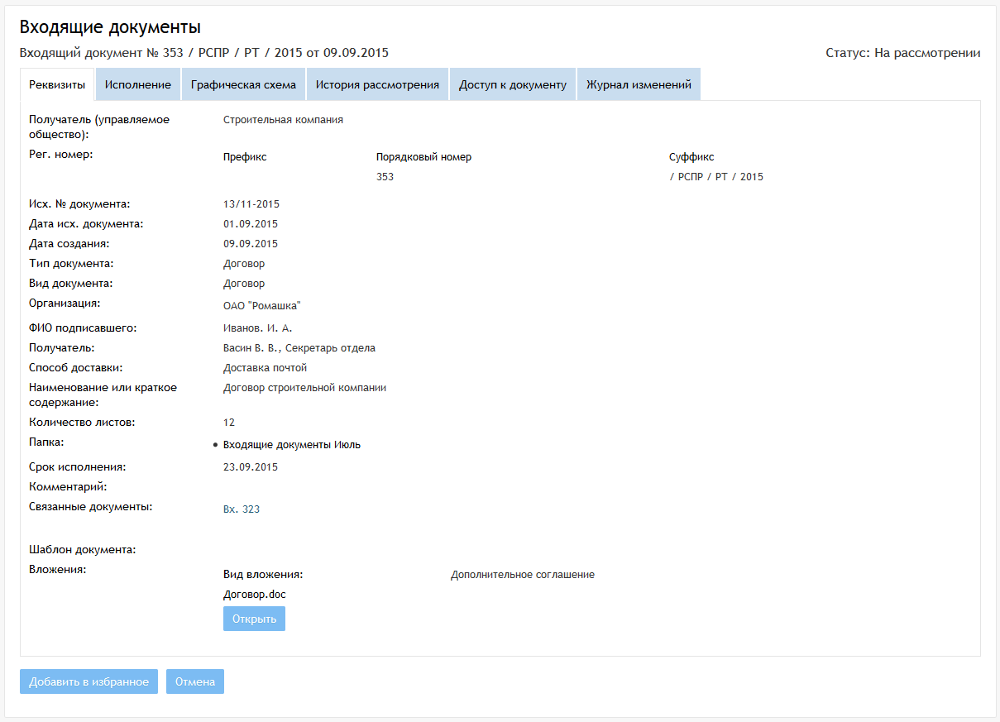 Входящие документы
Входящий документ № 353 / РСПР / РТ / 2015 от 09.09.2015 Статус: На рассмотрении
Реквизиты Исполнение Графическая схема История рассмотрения Доступ к документу Журнал изменений
Получатель (управляемое Строительная компания
общество):
Рег. номер: Префикс Порядковый номер Суффикс
353 / РСПР / РТ / 2015
Исх. № документа: 13/11-2015
Дата исх. документа: 01.09.2015
Дата создания: 09.09.2015
Тип документа: Договор
Вид документа: Договор
Организация: ОАО "Ромашка"
ФИО подписавшего: Иванов. И. А.
Получатель: Васин В. В., Секретарь отдела
Способ доставки: Доставка почтой
Наименование или краткое Договор строительной компании
содержание:
Количество листов: 12
Папка: • Входящие документы Июль
Срок исполнения: 23.09.2015
Комментарий:
Связанные документы: Вх. 323
Шаблон документа:
Вложения: Вид вложения: Дополнительное соглашение
Договор.doc
Открыть
Добавить в избранное Отмена